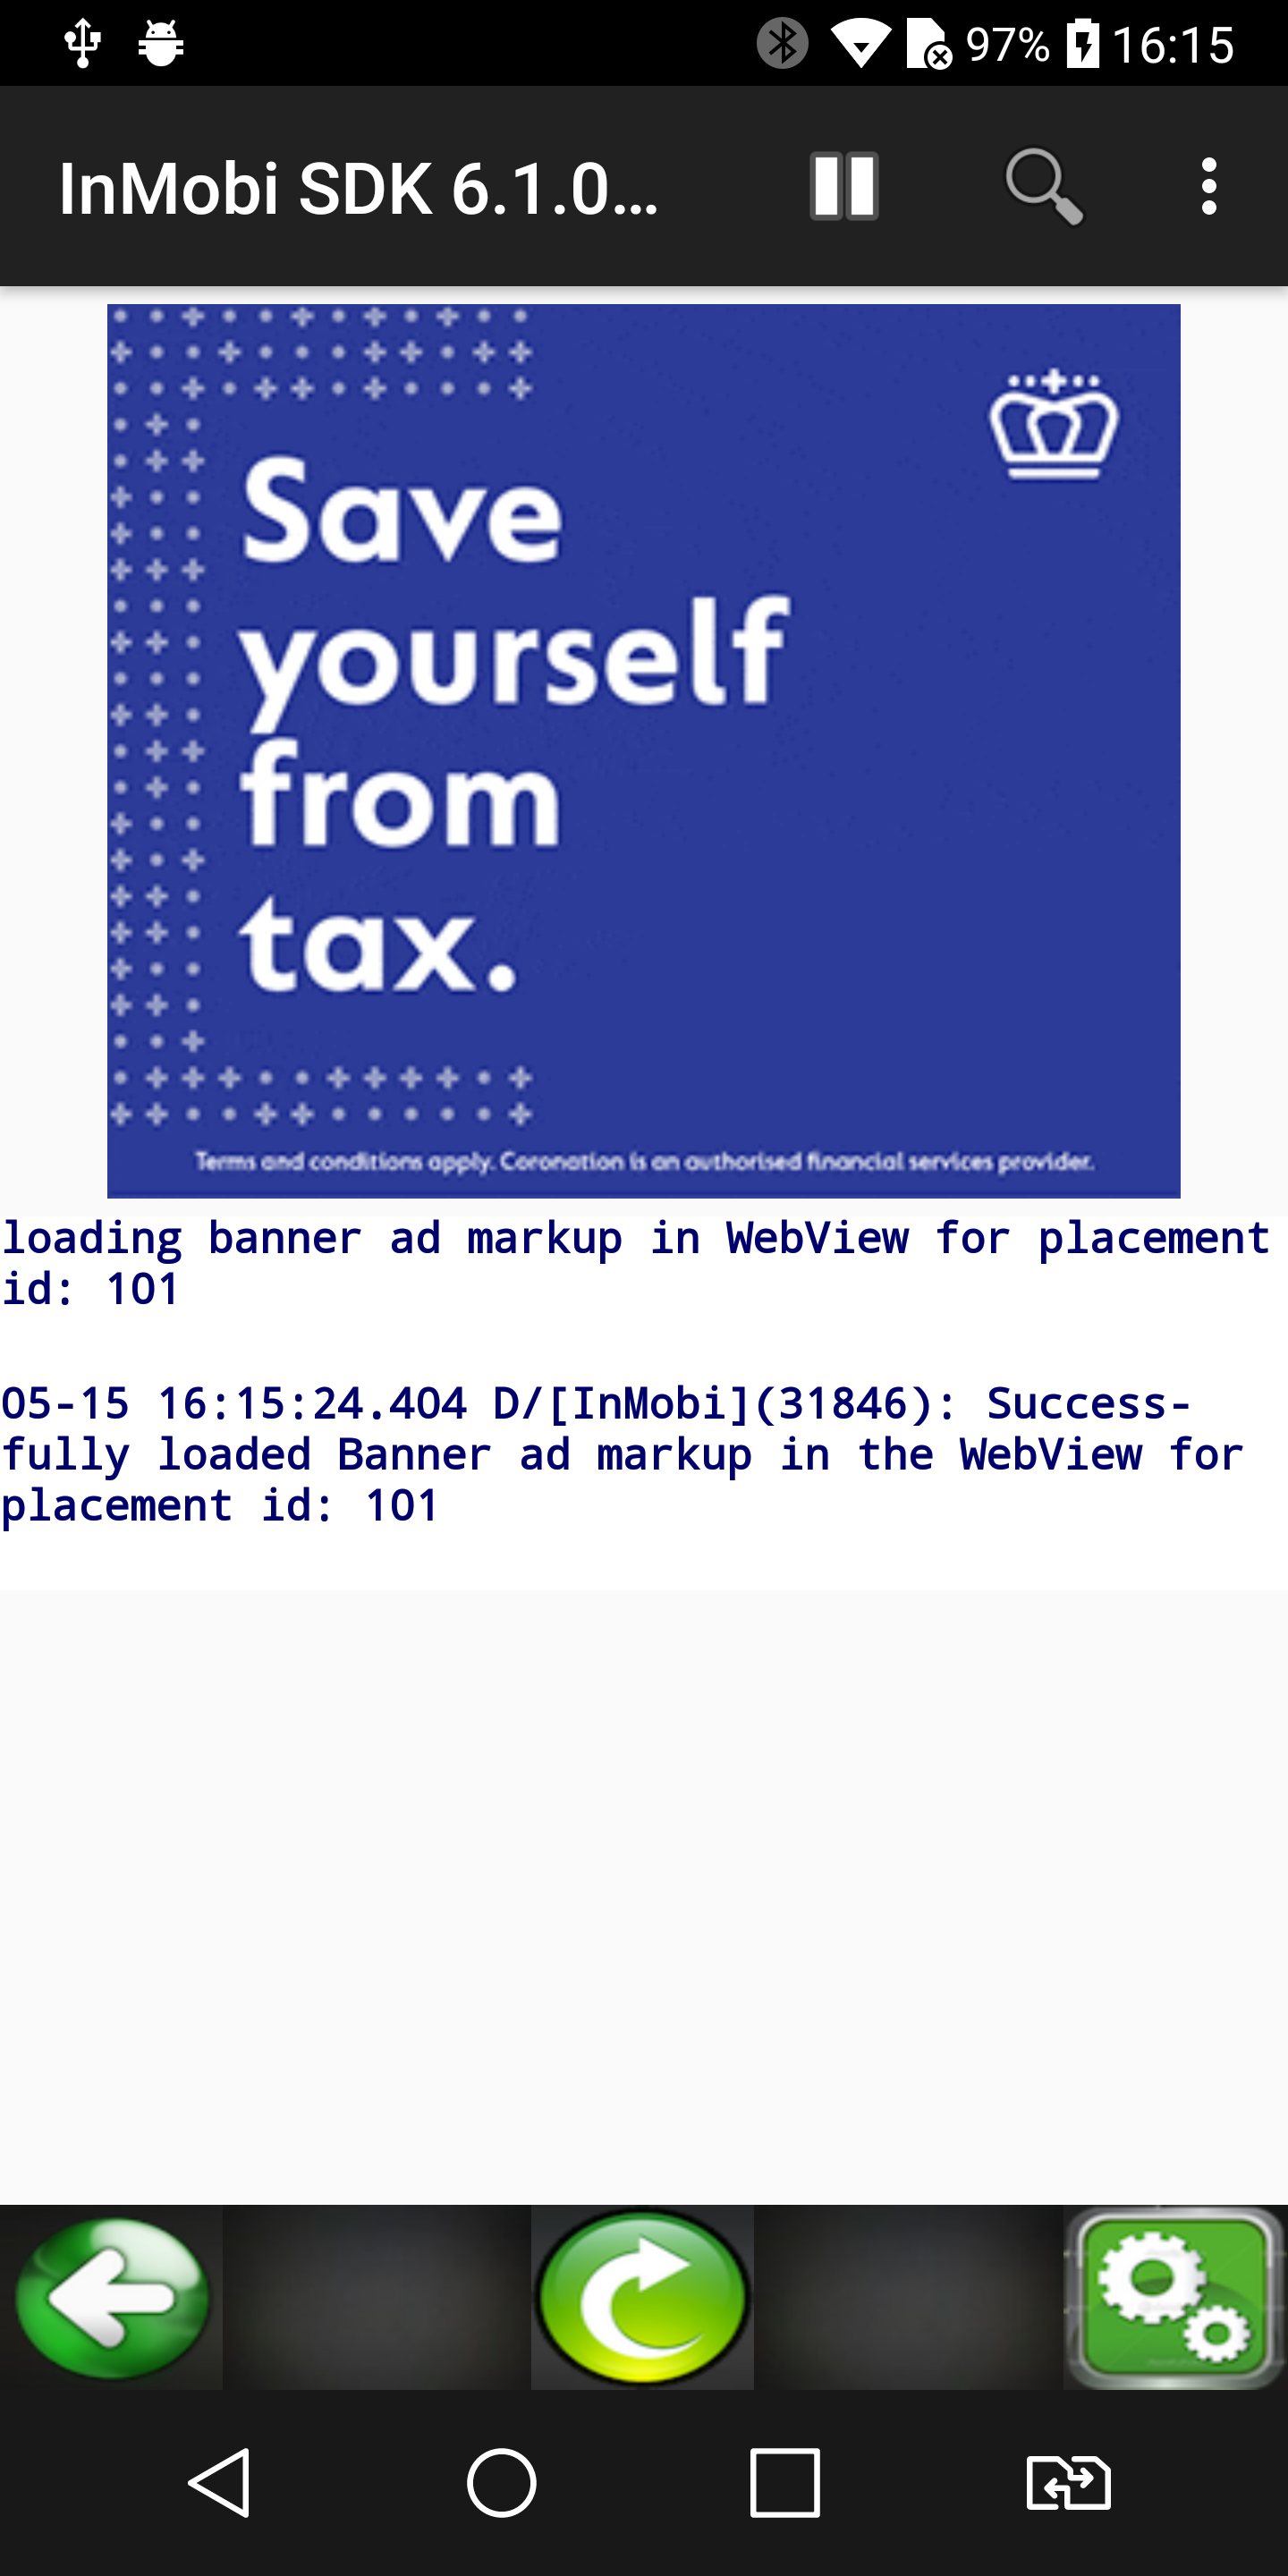 97% 16:15
InMobi SDK 6.1.0...
Save
yourself
from
tax.
Terms and conditions apply. Coronation is an authorised financial services provider.
loading banner ad markup in WebView for placement
id: 101
05-15 16:15:24.404 D/[InMobi](31846): Success-
fully loaded Banner ad markup in the WebView for
placement id: 101